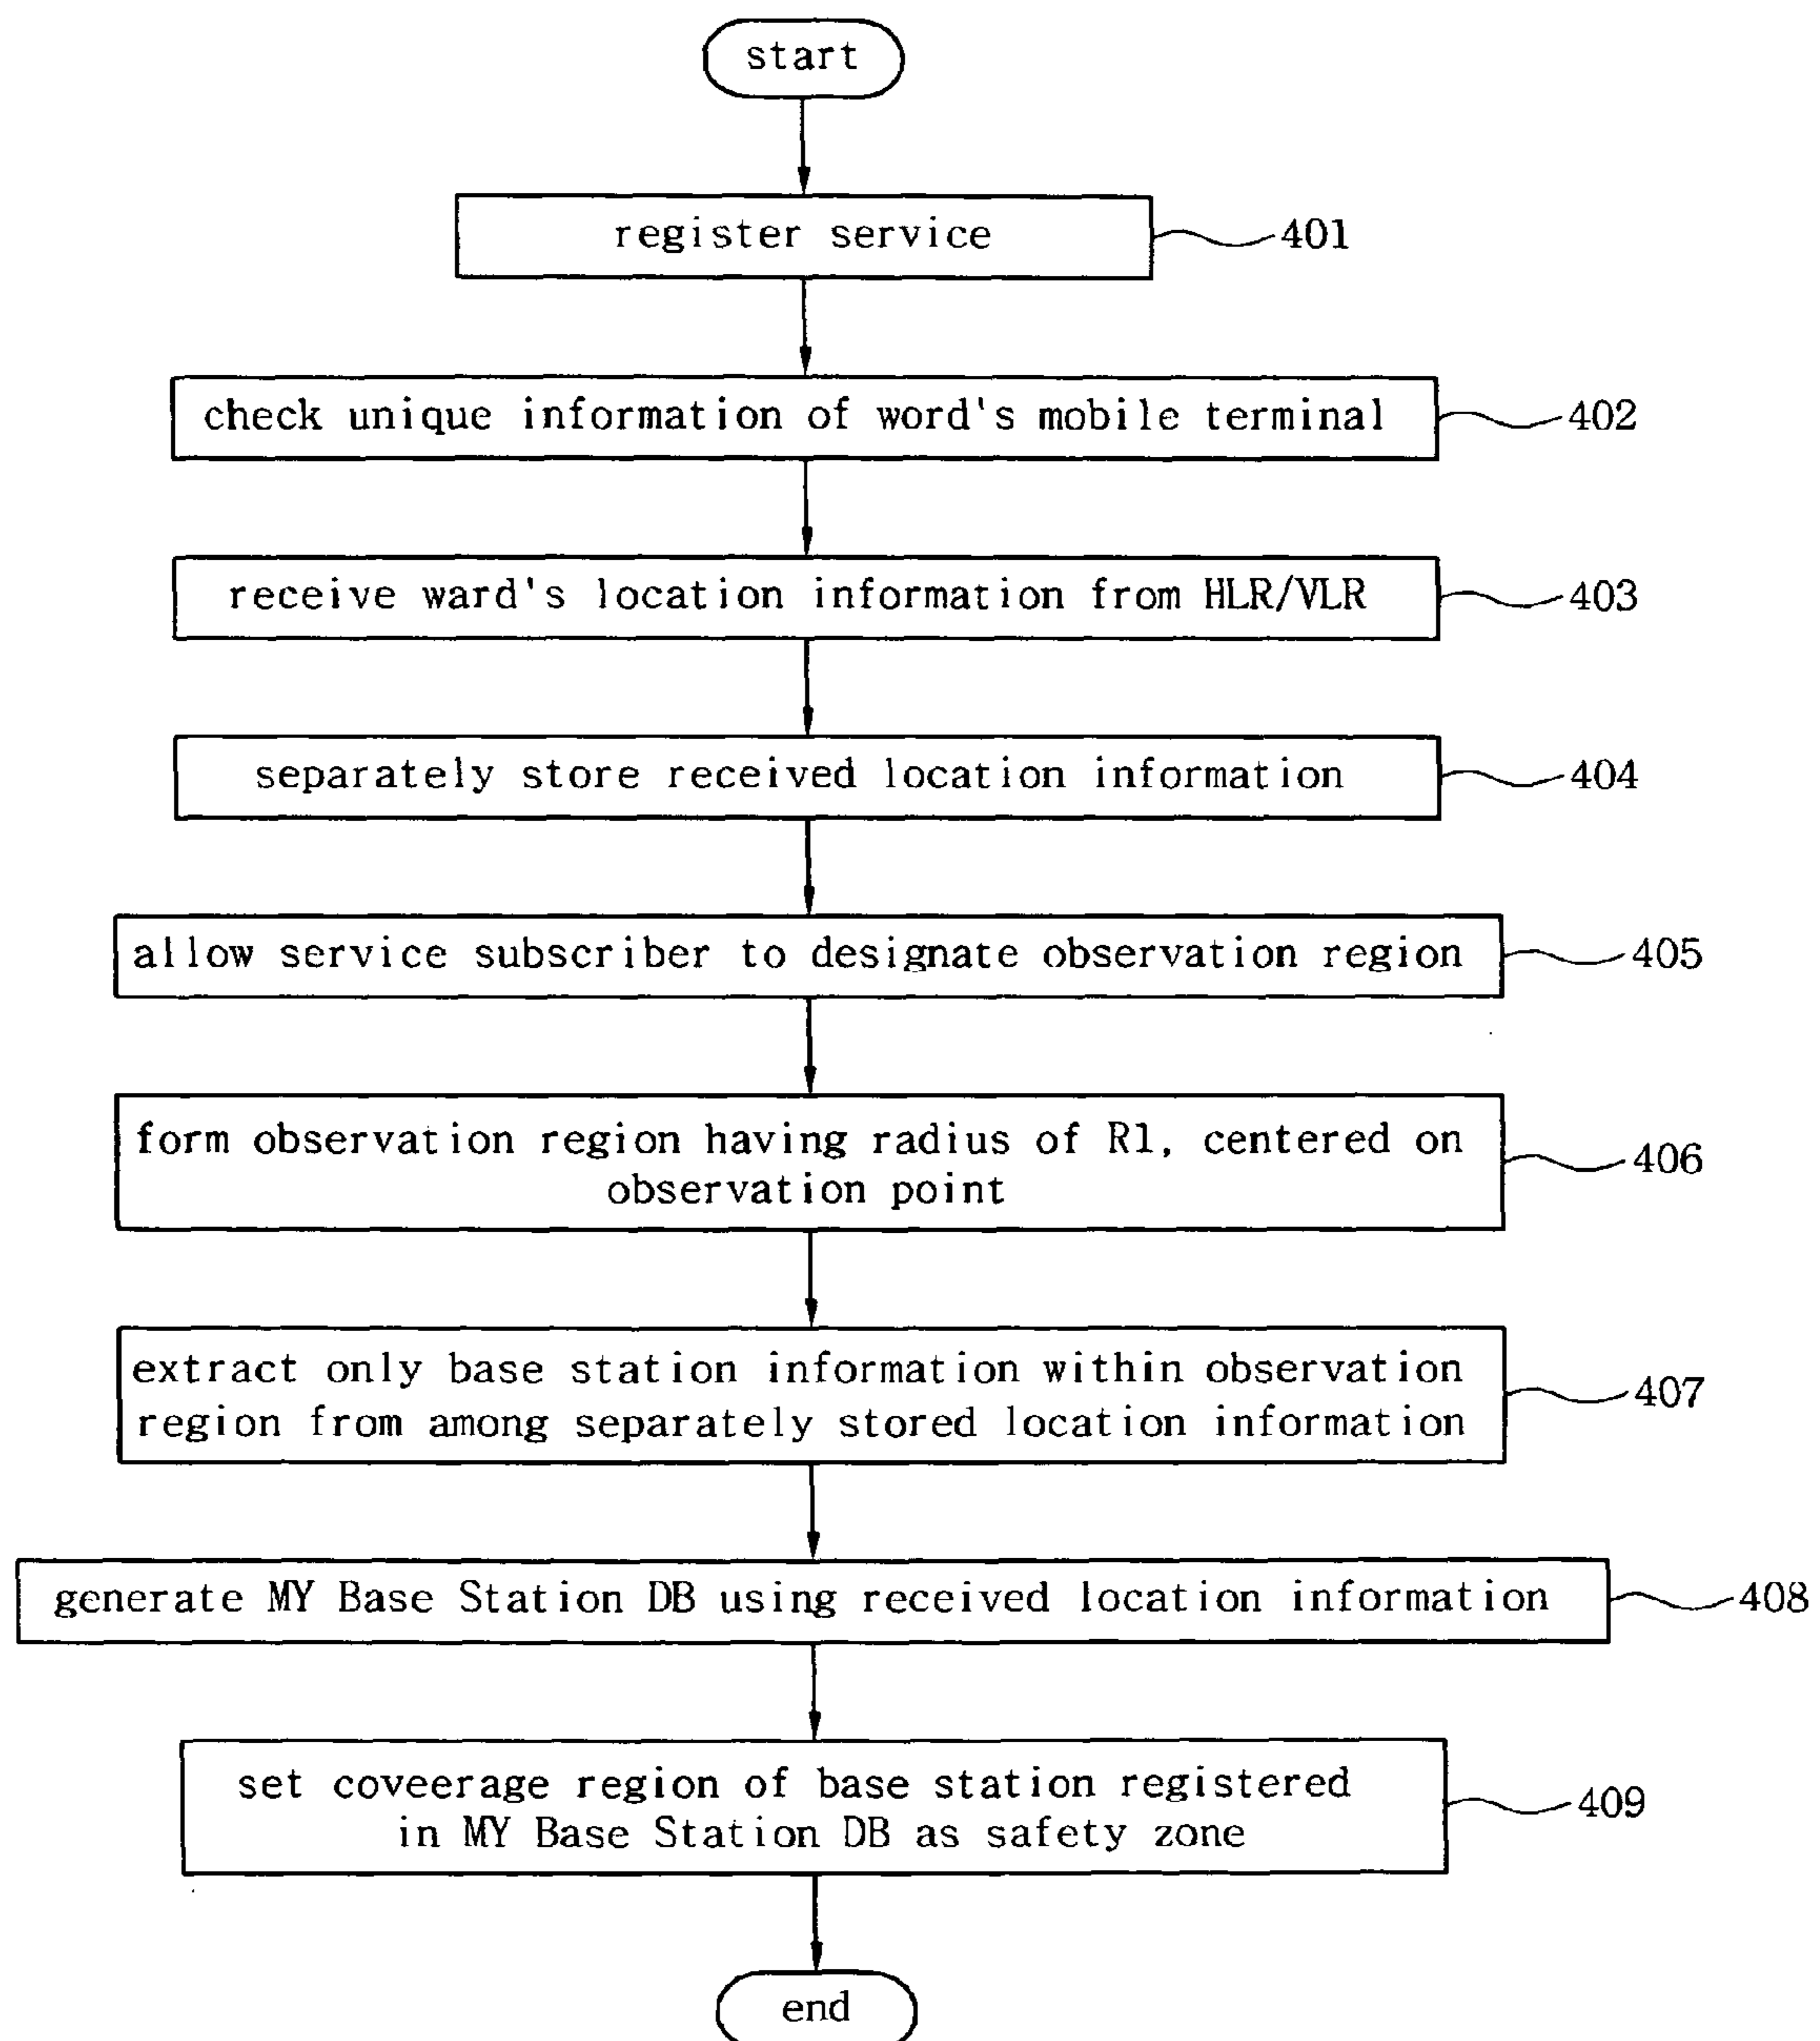 start
register service
401
check unique information of word's mobile terminal
402
receive ward's location information from HLR/VLR
403
separately store received location information
404
allow service subscriber to designate observation region
405
form observation region having radius of R1, centered on
observation point
406
extract only base station information within observation
region from among separately stored location information
407
generate MY Base Station DB using received location information
408
set coveerage region of base station registered
in MY Base Station DB as safety zone
409
end